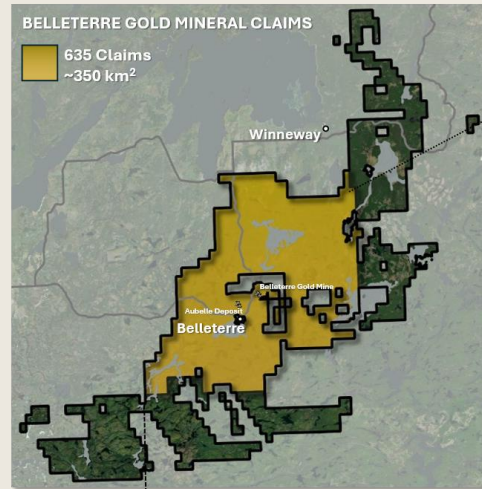 BELLETERRE GOLD MINERAL CLAIMS
635 Claims
~350 km²
Winneway
Belleterre Gold Mine
Aubelle Deposit
Belleterre